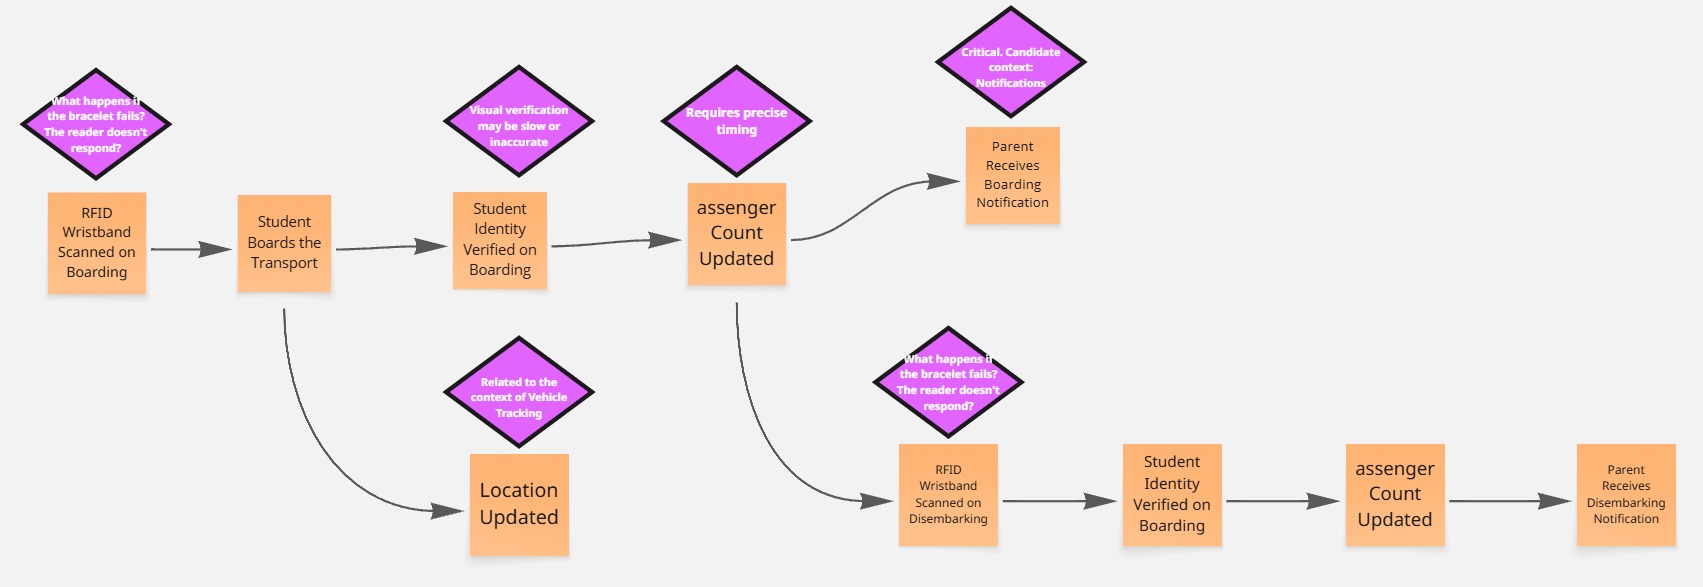 Critical. Candidate
context:
Notifications
What happens if
the bracelet fails?
The reader doesn't
respond?
Visual verification
may be slow or
inaccurate
Requires precise
timing
Parent
Receives
Boarding
Notification
RFID
Wristband
Scanned on
Boarding
Student
Boards the
Transport
Student
Identity
Verified on
Boarding
assenger
Count
Updated
Related to the
context of Vehicle
Tracking
Location
Updated
What happens if
the bracelet fails?
The reader doesn't
respond?
RFID
Wristband
Scanned on
Disembarking
Student
Identity
Verified on
Boarding
assenger
Count
Updated
Parent
Receives
Disembarking
Notification